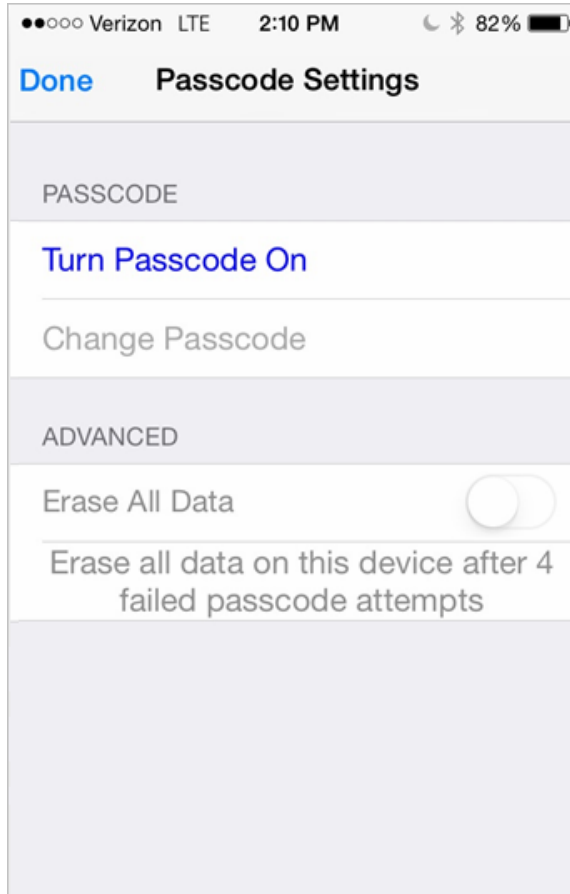 Verizon LTE 2:10 PM 82%
Done Passcode Settings
PASSCODE
Turn Passcode On
Change Passcode
ADVANCED
Erase All Data
Erase all data on this device after 4
failed passcode attempts